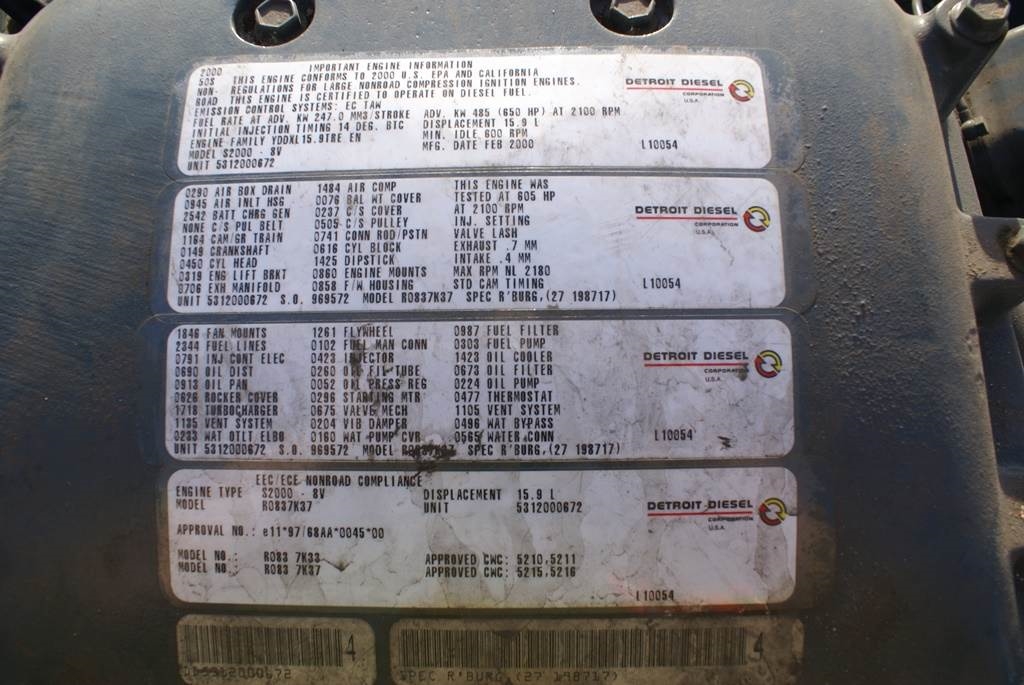 2000 IMPORTANT ENGINE INFORMATION
50S THIS ENGINE CONFORMS TO 2000 U.S. EPA AND CALIFORNIA
NON- REGULATIONS FOR LARGE NONROAD COMPRESSION IGNITION ENGINES.
ROAD THIS ENGINE IS CERTIFIED TO OPERATE ON DIESEL FUEL.
EMISSION CONTROL SYSTEMS: EC TAW
FUEL RATE AT ADV. KW 247.0 MM3/STROKE ADV. KW 485 (650 HP) AT 2100 RPM
INITIAL INJECTION TIMING 14 DEG. BTC DISPLACEMENT 15.9 L
ENGINE FAMILY YDDXL15.9TRE EN MIN. IDLE 600 RPM
MODEL S2000 - 8V MFG. DATE FEB 2000
UNIT 5312000672
DETROIT DIESEL
CORPORATION
U.S.A.
L10054
0290 AIR BOX DRAIN 1484 AIR COMP THIS ENGINE WAS
0945 AIR INLT HSG 0076 BAL WT COVER TESTED AT 605 HP
2542 BATT CHRG GEN 0237 C/S COVER AT 2100 RPM
NONE C/S PUL BELT 0505 C/S PULLEY INJ. SETTING
1164 CAM/GR TRAIN 0741 CONN ROD/PSTN VALVE LASH
0149 CRANKSHAFT 0616 CYL BLOCK EXHAUST .7 MM
0450 CYL HEAD 1425 DIPSTICK INTAKE .4 MM
0319 ENG LIFT BRKT 0860 ENGINE MOUNTS MAX RPM NL 2180
0706 EXH MANIFOLD 0858 F/W HOUSING STD CAM TIMING
UNIT 5312000672 S.O. 969572 MODEL R0837K37 SPEC R'BURG,(27 198717)
DETROIT DIESEL
CORPORATION
U.S.A.
L10054
1846 FAN MOUNTS 1261 FLYWHEEL 0987 FUEL FILTER
2344 FUEL LINES 0102 FUEL MAN CONN 0303 FUEL PUMP
0791 INJ CONT ELEC 0423 INJECTOR 1423 OIL COOLER
0690 OIL DIST 0260 OIL FIL TUBE 0673 OIL FILTER
0913 OIL PAN 0052 OIL PRESS REG 0224 OIL PUMP
0626 ROCKER COVER 0296 STARTING MTR 0477 THERMOSTAT
1718 TURBOCHARGER 0675 VALVE MECH 1105 VENT SYSTEM
1135 VENT SYSTEM 0204 VIB DAMPER 0496 WAT BYPASS
0233 WAT OTLT ELBO 0160 WAT PUMP CVR 0565 WATER CONN
UNIT 5312000672 S.O. 969572 MODEL R0837K37 SPEC R'BURG,(27 198717)
DETROIT DIESEL
CORPORATION
U.S.A.
L10054
EEC/ECE NONROAD COMPLIANCE
ENGINE TYPE S2000 - 8V DISPLACEMENT 15.9 L
MODEL R0837K37 UNIT 5312000672
APPROVAL NO.: e11*97/68AA*0045*00
MODEL NO.: R083 7K33 APPROVED CWC: 5210,5211
MODEL NO.: R083 7K37 APPROVED CWC: 5215,5216
DETROIT DIESEL
CORPORATION
U.S.A.
L10054
4
4
SPEC R'BURG,(27 198717)